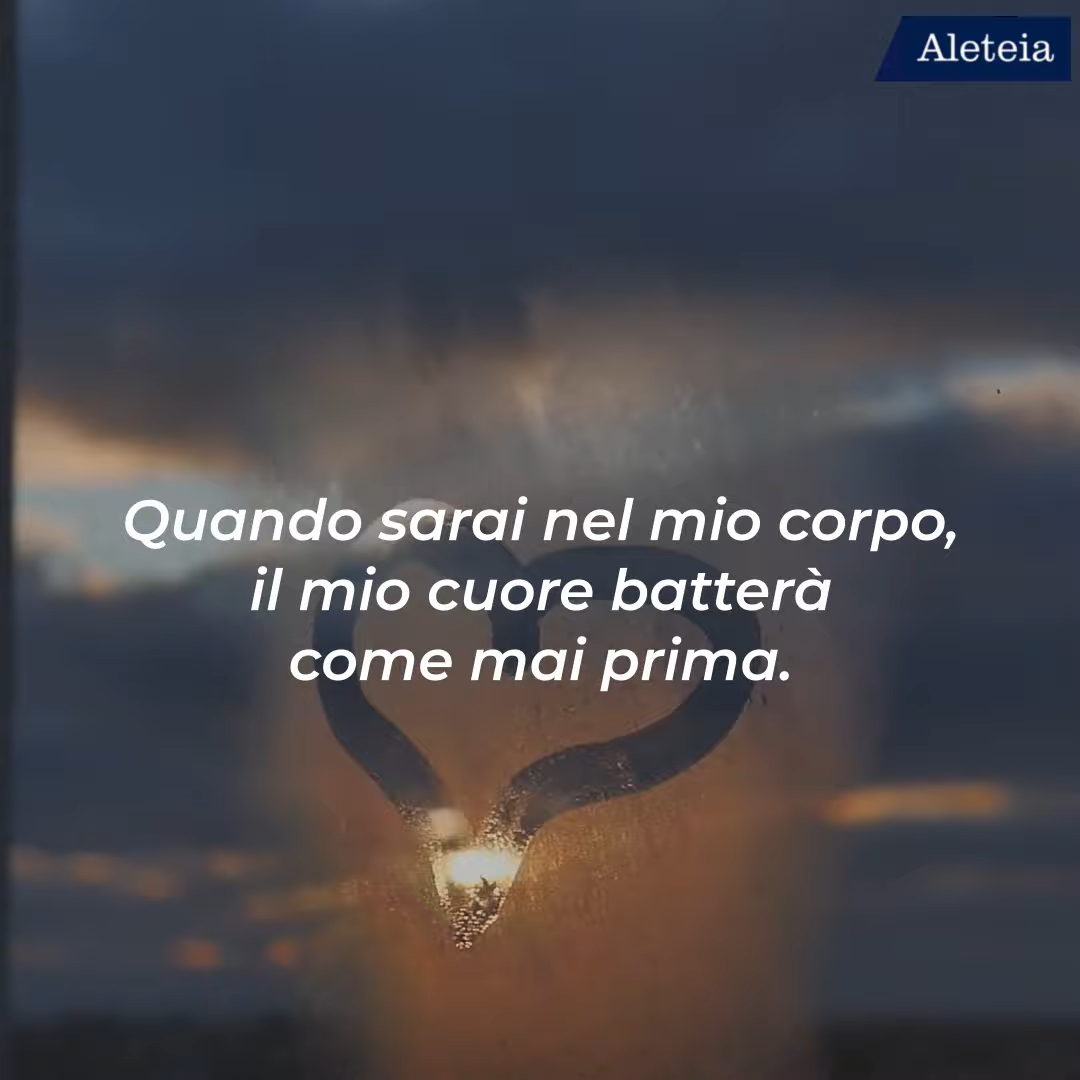 Aleteia
Quando sarai nel mio corpo,
il mio cuore batterà
come mai prima.